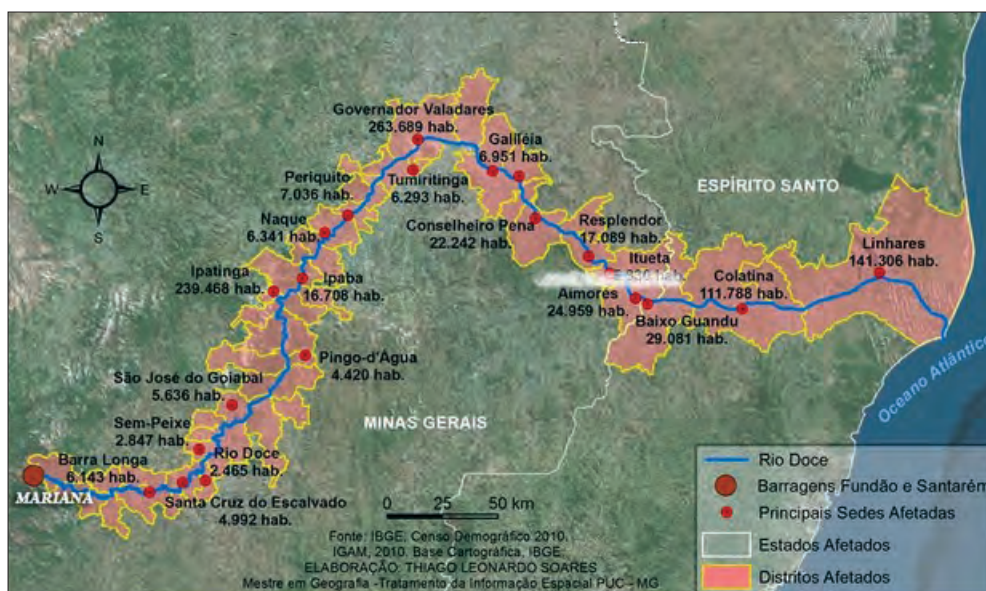 Governador Valadares
263.689 hab.
Galiléia
6.951 hab.
N
W
E
S
Periquito
7.036 hab.
Tumiritinga
6.293 hab.
ESPÍRITO SANTO
Naque
6.341 hab.
Conselheiro Pena
22.242 hab.
Resplendor
17.089 hab.
Linhares
141.306 hab.
Itueta
Ipatinga
239.468 hab.
Ipaba
16.708 hab.
Colatina
111.788 hab.
Aimorés
24.959 hab.
Baixo Guandu
29.081 hab.
Pingo-d'Água
4.420 hab.
São José do Goiabal
5.636 hab.
Oceano Atlântico
Sem-Peixe
2.847 hab.
MINAS GERAIS
Barra Longa
6.143 hab.
Rio Doce
2.465 hab.
MARIANA
Santa Cruz do Escalvado
4.992 hab.
0 25 50 km
Fonte: IBGE, Censo Demográfico 2010.
IGAM, 2010. Base Cartográfica, IBGE.
ELABORAÇÃO: THIAGO LEONARDO SOARES
Mestre em Geografia -Tratamento da Informação Espacial PUC - MG
Rio Doce
Barragens Fundão e Santarém
Principais Sedes Afetadas
Estados Afetados
Distritos Afetados